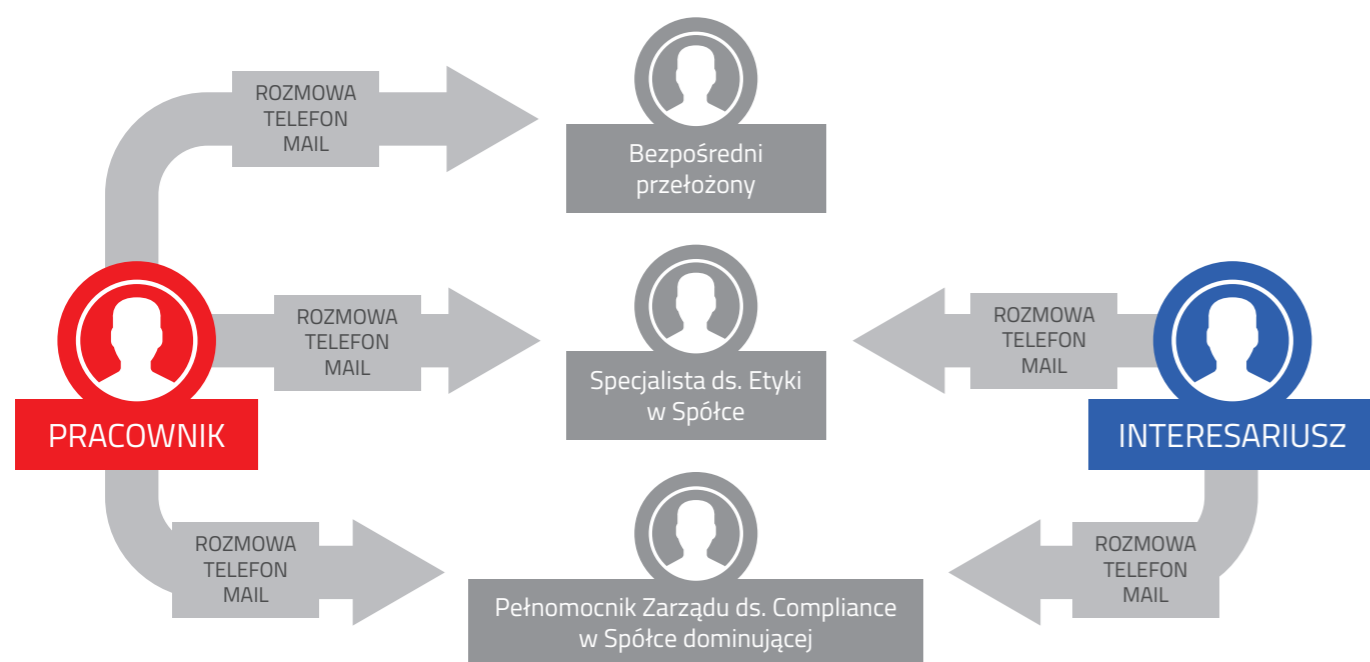 ROZMOWA
TELEFON
MAIL
Bezpośredni
przełożony
PRACOWNIK
ROZMOWA
TELEFON
MAIL
Specjalista ds. Etyki
w Spółce
ROZMOWA
TELEFON
MAIL
INTERESARIUSZ
ROZMOWA
TELEFON
MAIL
Pełnomocnik Zarządu ds. Compliance
w Spółce dominującej
ROZMOWA
TELEFON
MAIL